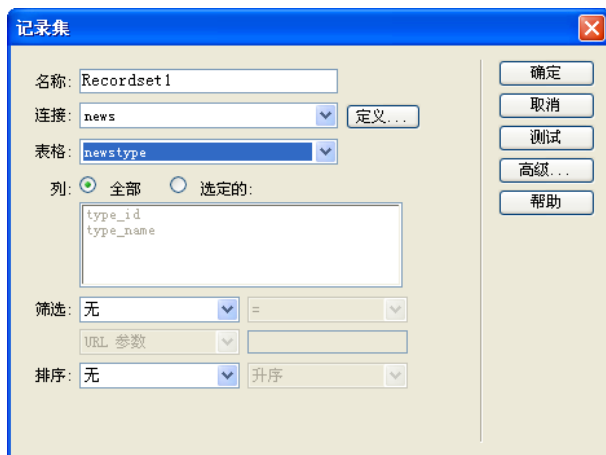 记录集
名称: Recordset1
确定
连接: news 定义...
取消
表格: newstype
测试
列: 全部 选定的:
高级...
type_id
帮助
type_name
筛选: 无 =
URL 参数
排序: 无 升序